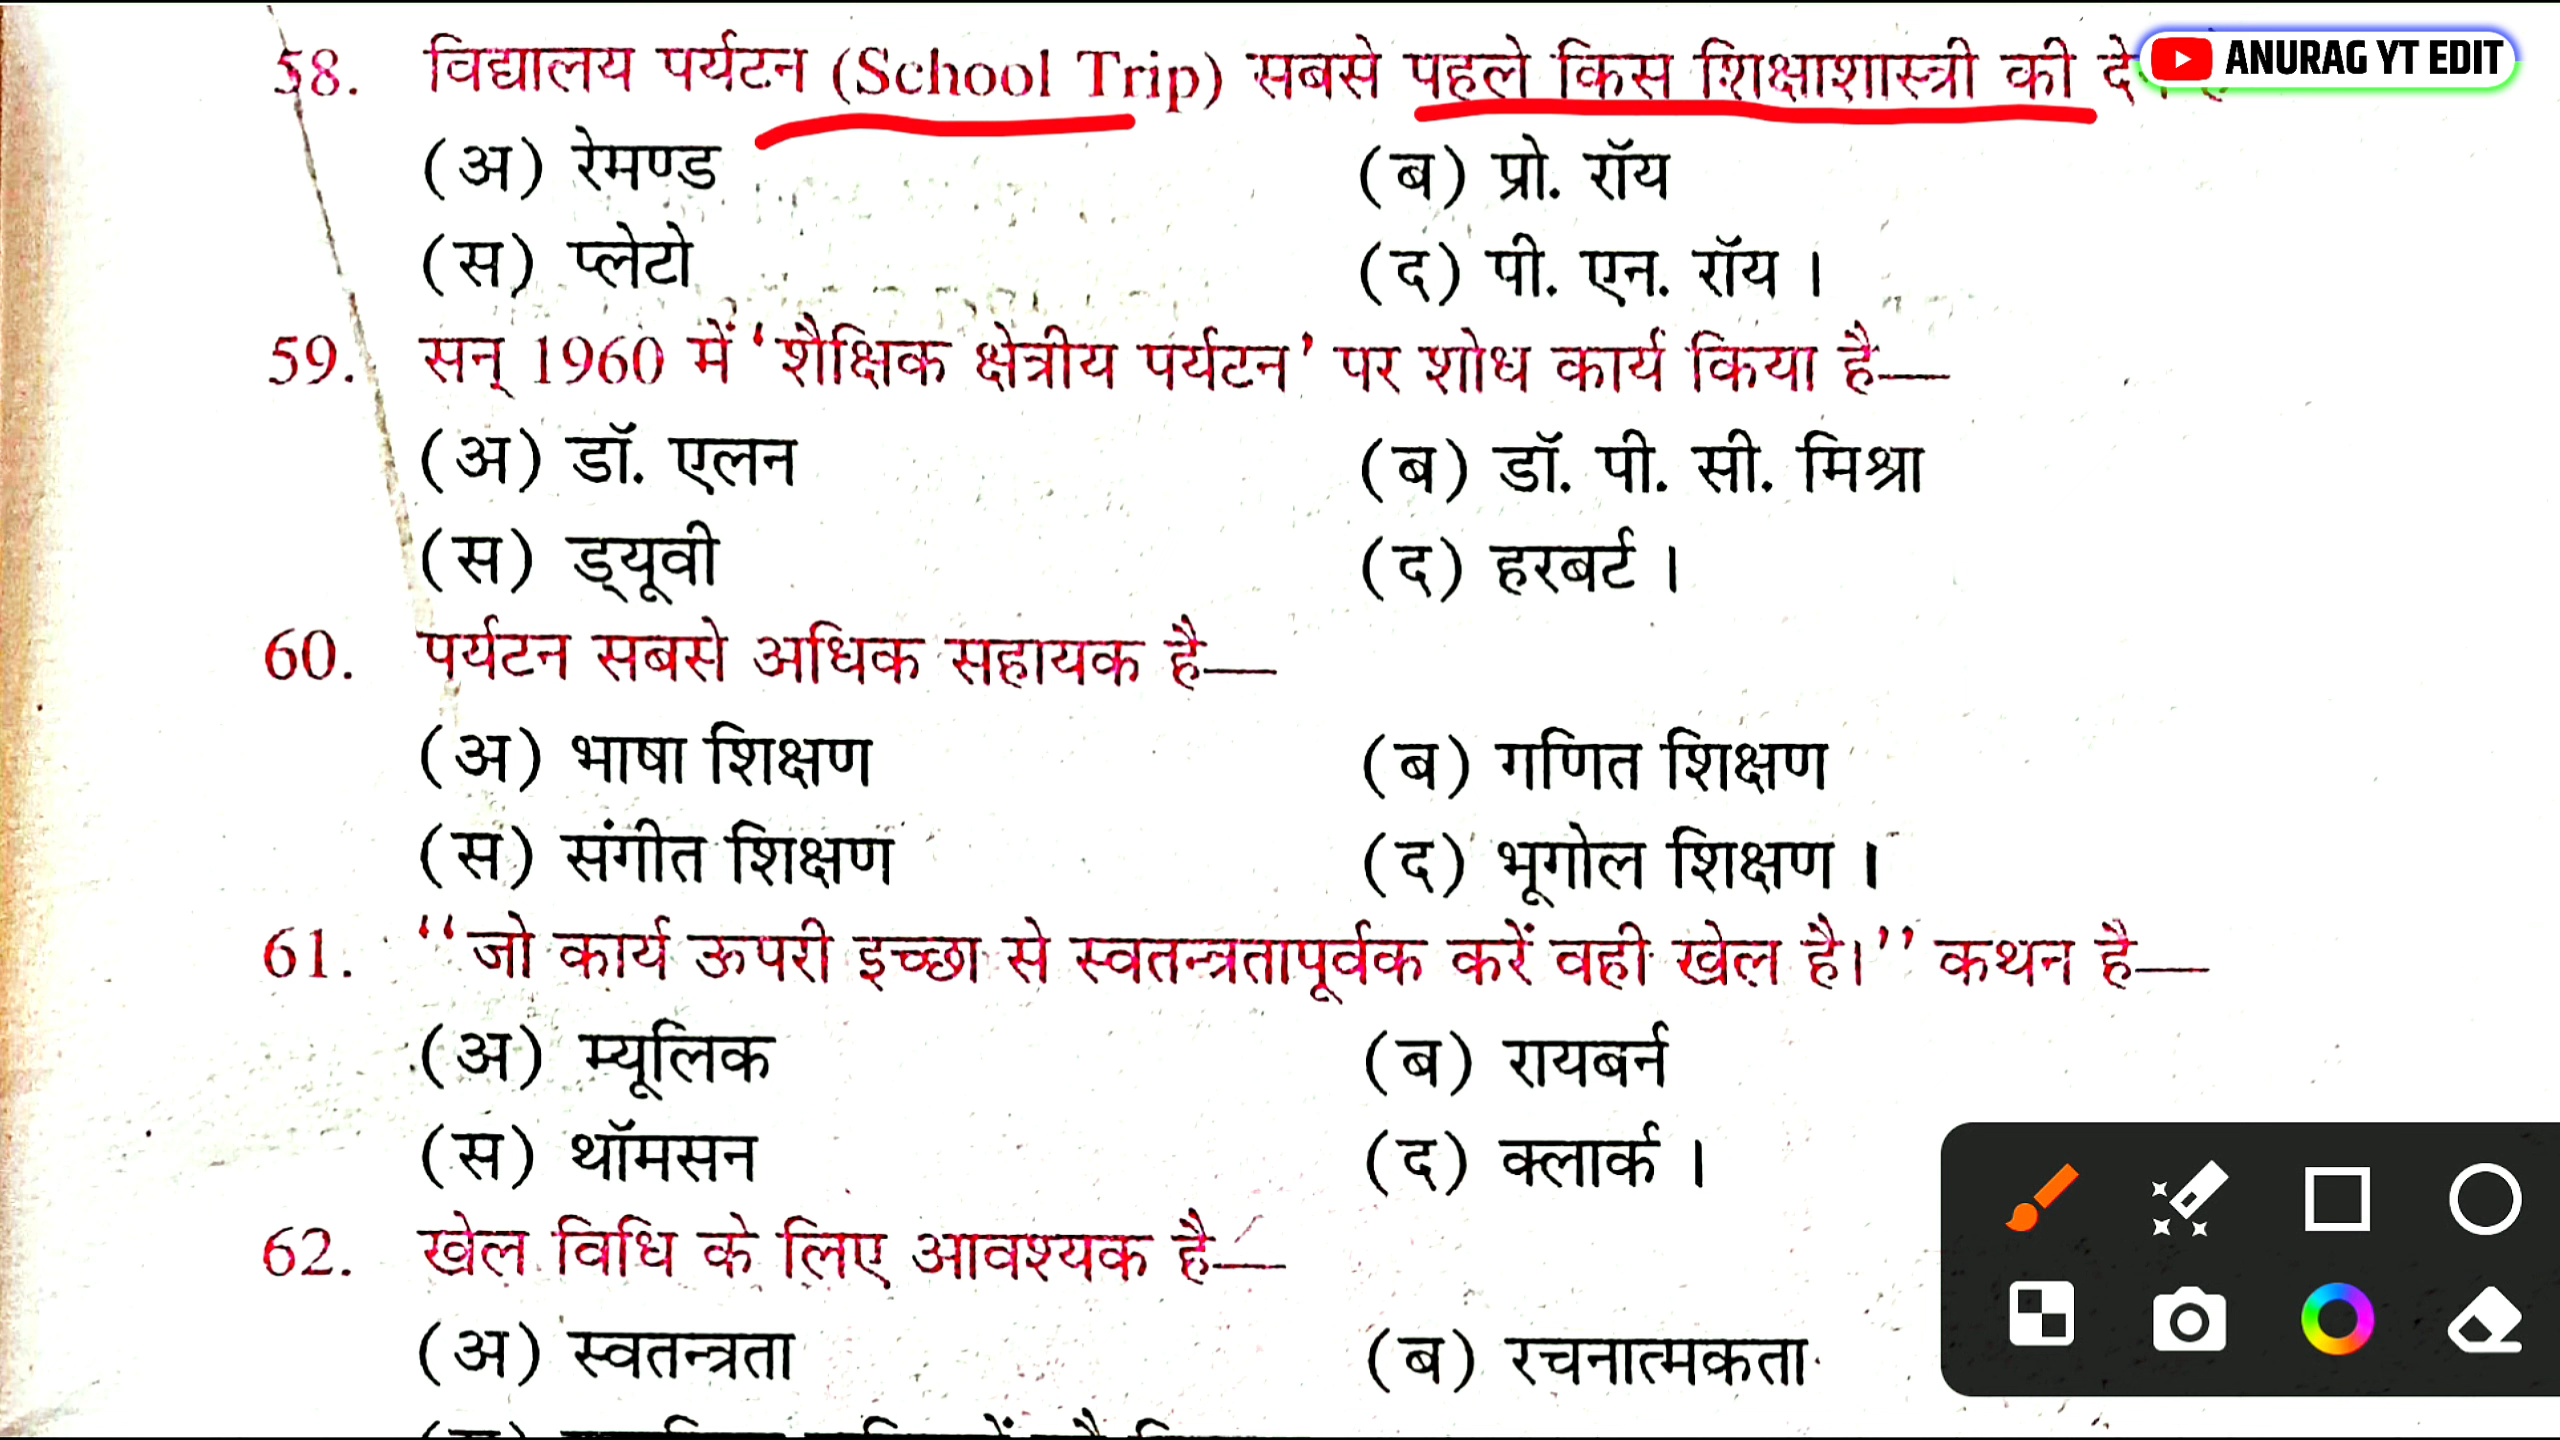 58. विद्यालय पर्यटन (School Trip) सबसे पहले किस शिक्षाशास्त्री की
ANURAG YT EDIT
(अ) रेमण्ड (ब) प्रो. रॉय
(स) प्लेटो (द) पी. एन. रॉय ।
59. सन् 1960 में ‘शैक्षिक क्षेत्रीय पर्यटन’ पर शोध कार्य किया है—
(अ) डॉ. एलन (ब) डॉ. पी. सी. मिश्रा
(स) ड्यूवी (द) हरबर्ट ।
60. पर्यटन सबसे अधिक सहायक है—
(अ) भाषा शिक्षण (ब) गणित शिक्षण
(स) संगीत शिक्षण (द) भूगोल शिक्षण ।
61. ‘‘जो कार्य ऊपरी इच्छा से स्वतन्त्रतापूर्वक करें वही खेल है।’’ कथन है—
(अ) म्यूलिक (ब) रायबर्न
(स) थॉमसन (द) क्लार्क ।
62. खेल विधि के लिए आवश्यक है—
(अ) स्वतन्त्रता (ब) रचनात्मकता